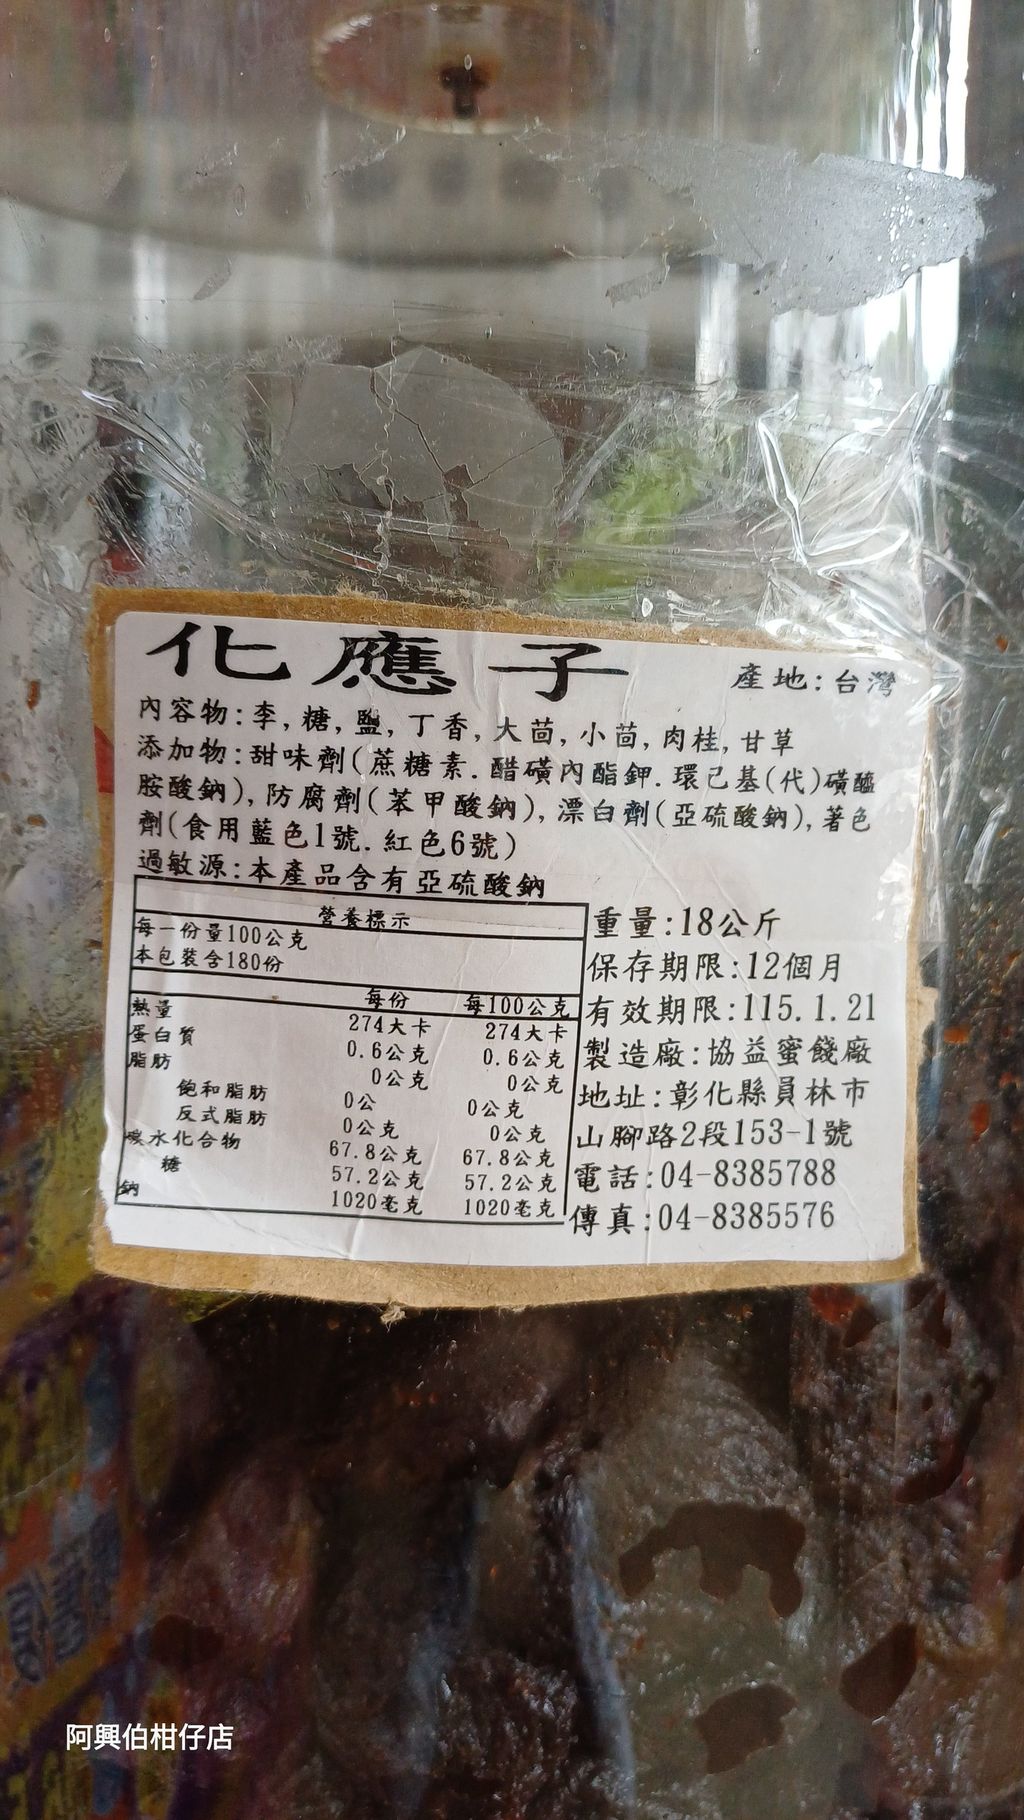 化應子
產地:台灣
內容物:李,糖,鹽,丁香,大茴,小茴,肉桂,甘草
添加物:甜味劑(蔗糖素.醋磺內酯鉀.環己基(代)磺醯
胺酸鈉),防腐劑(苯甲酸鈉),漂白劑(亞硫酸鈉),著色
劑(食用藍色1號.紅色6號)
過敏源:本產品含有亞硫酸鈉
營養標示
每一份量100公克
本包裝含180份
每份 每100公克
熱量 274大卡 274大卡
蛋白質 0.6公克 0.6公克
脂肪 0公克 0公克
飽和脂肪 0公 0公克
反式脂肪 0公克 0公克
碳水化合物 67.8公克 67.8公克
糖 57.2公克 57.2公克
鈉 1020毫克 1020毫克
重量:18公斤
保存期限:12個月
有效期限:115.1.21
製造廠:協益蜜餞廠
地址:彰化縣員林市
山腳路2段153-1號
電話:04-8385788
傳真:04-8385576
阿興伯柑仔店